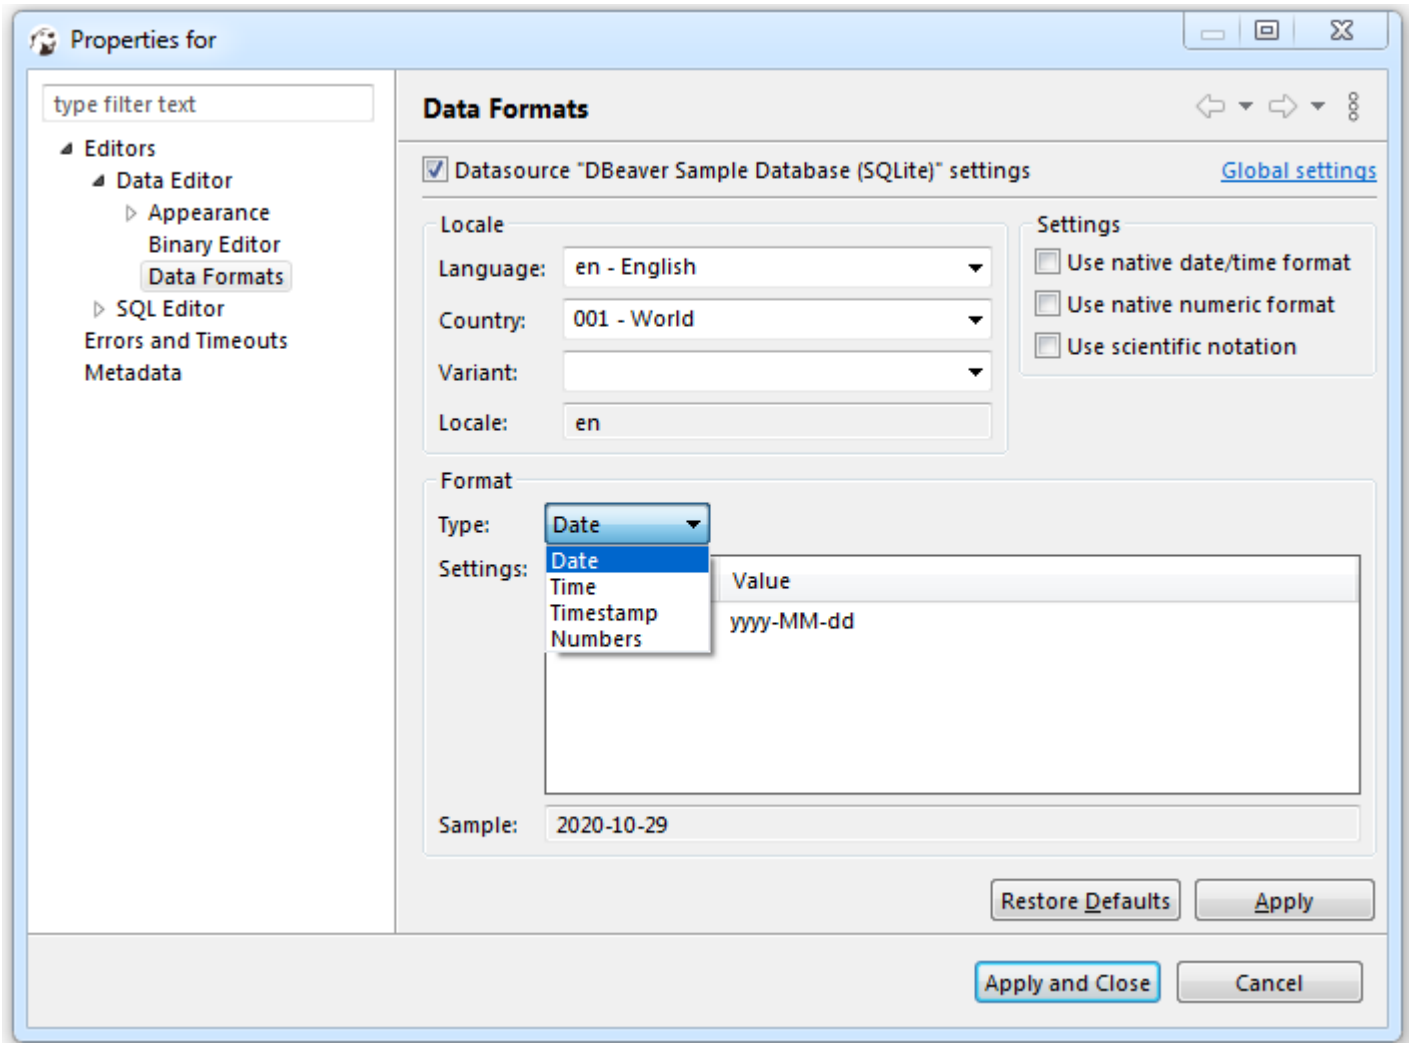 Properties for
type filter text
Editors
Data Editor
Appearance
Binary Editor
Data Formats
SQL Editor
Errors and Timeouts
Metadata
Data Formats
Datasource "DBeaver Sample Database (SQLite)" settings
Global settings
Locale
Language: en - English
Country: 001 - World
Variant:
Locale: en
Settings
Use native date/time format
Use native numeric format
Use scientific notation
Format
Type: Date
Date
Time
Timestamp
Numbers
Settings:
Value
yyyy-MM-dd
Sample: 2020-10-29
Restore Defaults
Apply
Apply and Close
Cancel